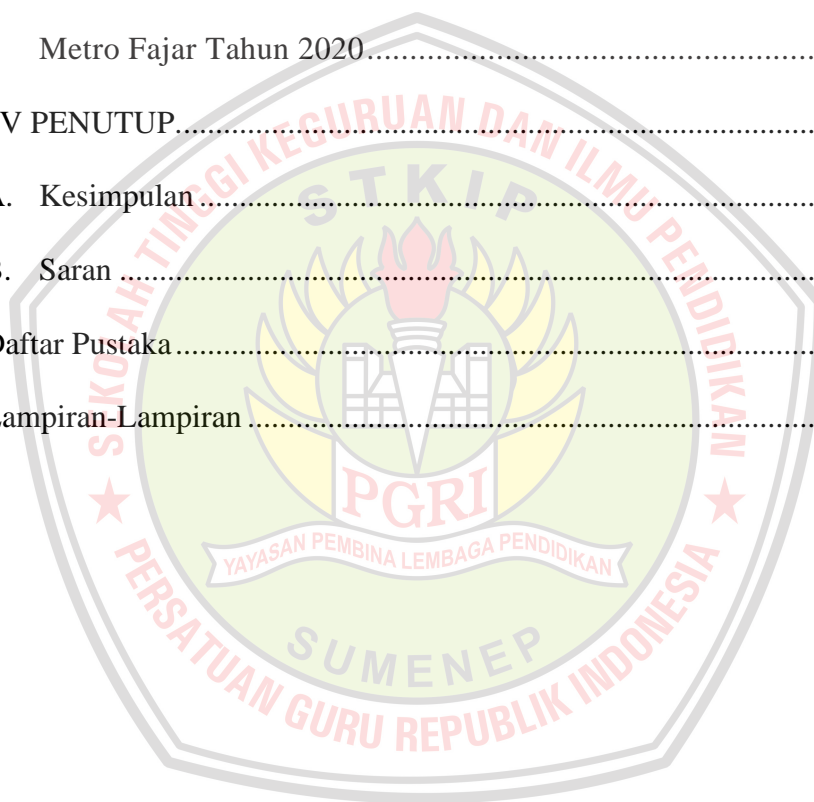 Metro Fajar Tahun 2020........................................................
V PENUTUP................................................................................
A. Kesimpulan............................................................................
B. Saran......................................................................................
Daftar Pustaka................................................................................
Lampiran-Lampiran.......................................................................
SEKOLAH TINGGI KEGURUAN DAN ILMU PENDIDIKAN
STKIP
PGRI
YAYASAN PEMBINA LEMBAGA PENDIDIKAN
SUMENEP
PERSATUAN GURU REPUBLIK INDONESIA